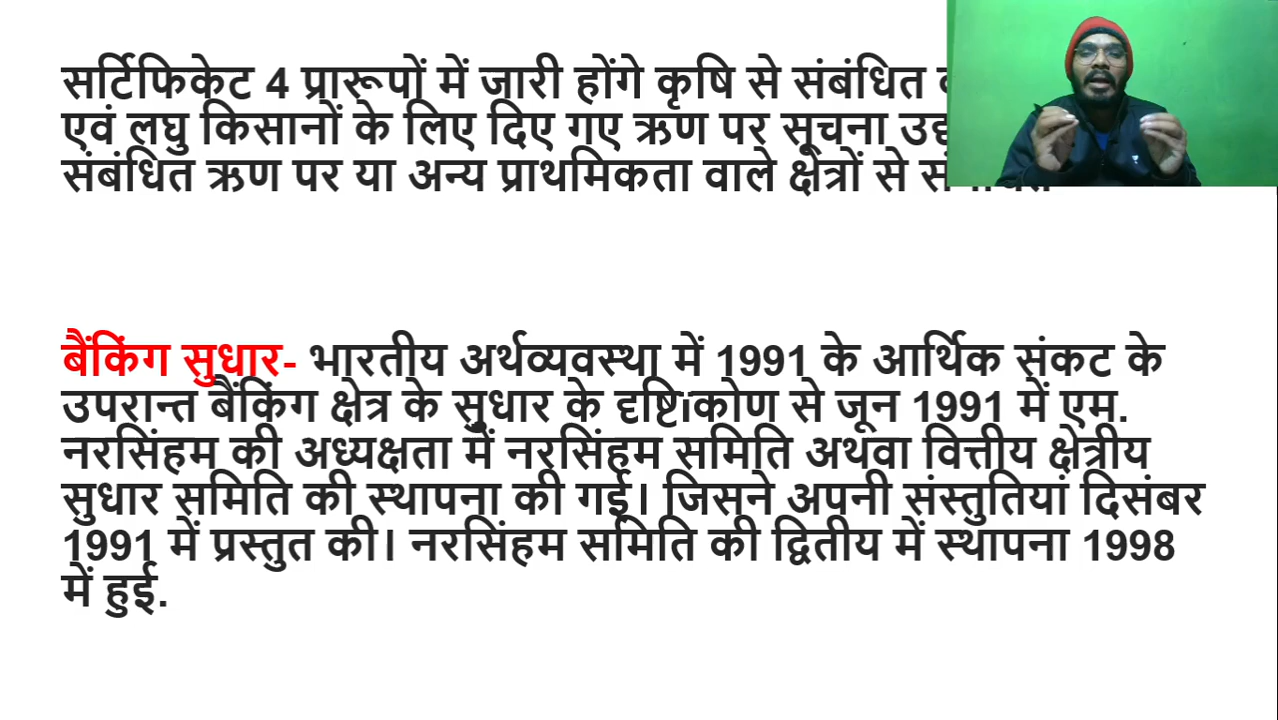 सर्टिफिकेट 4 प्रारूपों में जारी होंगे कृषि से संबंधित
एवं लघु किसानों के लिए दिए गए ऋण पर सूचना
संबंधित ऋण पर या अन्य प्राथमिकता वाले क्षेत्रों से
बैंकिंग सुधार- भारतीय अर्थव्यवस्था में 1991 के आर्थिक संकट के
उपरान्त बैंकिंग क्षेत्र के सुधार के दृष्टिiकोण से जून 1991 में एम.
नरसिंहम की अध्यक्षता में नरसिंहम समिति अथवा वित्तीय क्षेत्रीय
सुधार समिति की स्थापना की गई। जिसने अपनी संस्तुतियां दिसंबर
1991 में प्रस्तुत की। नरसिंहम समिति की द्वितीय में स्थापना 1998
में हुई.